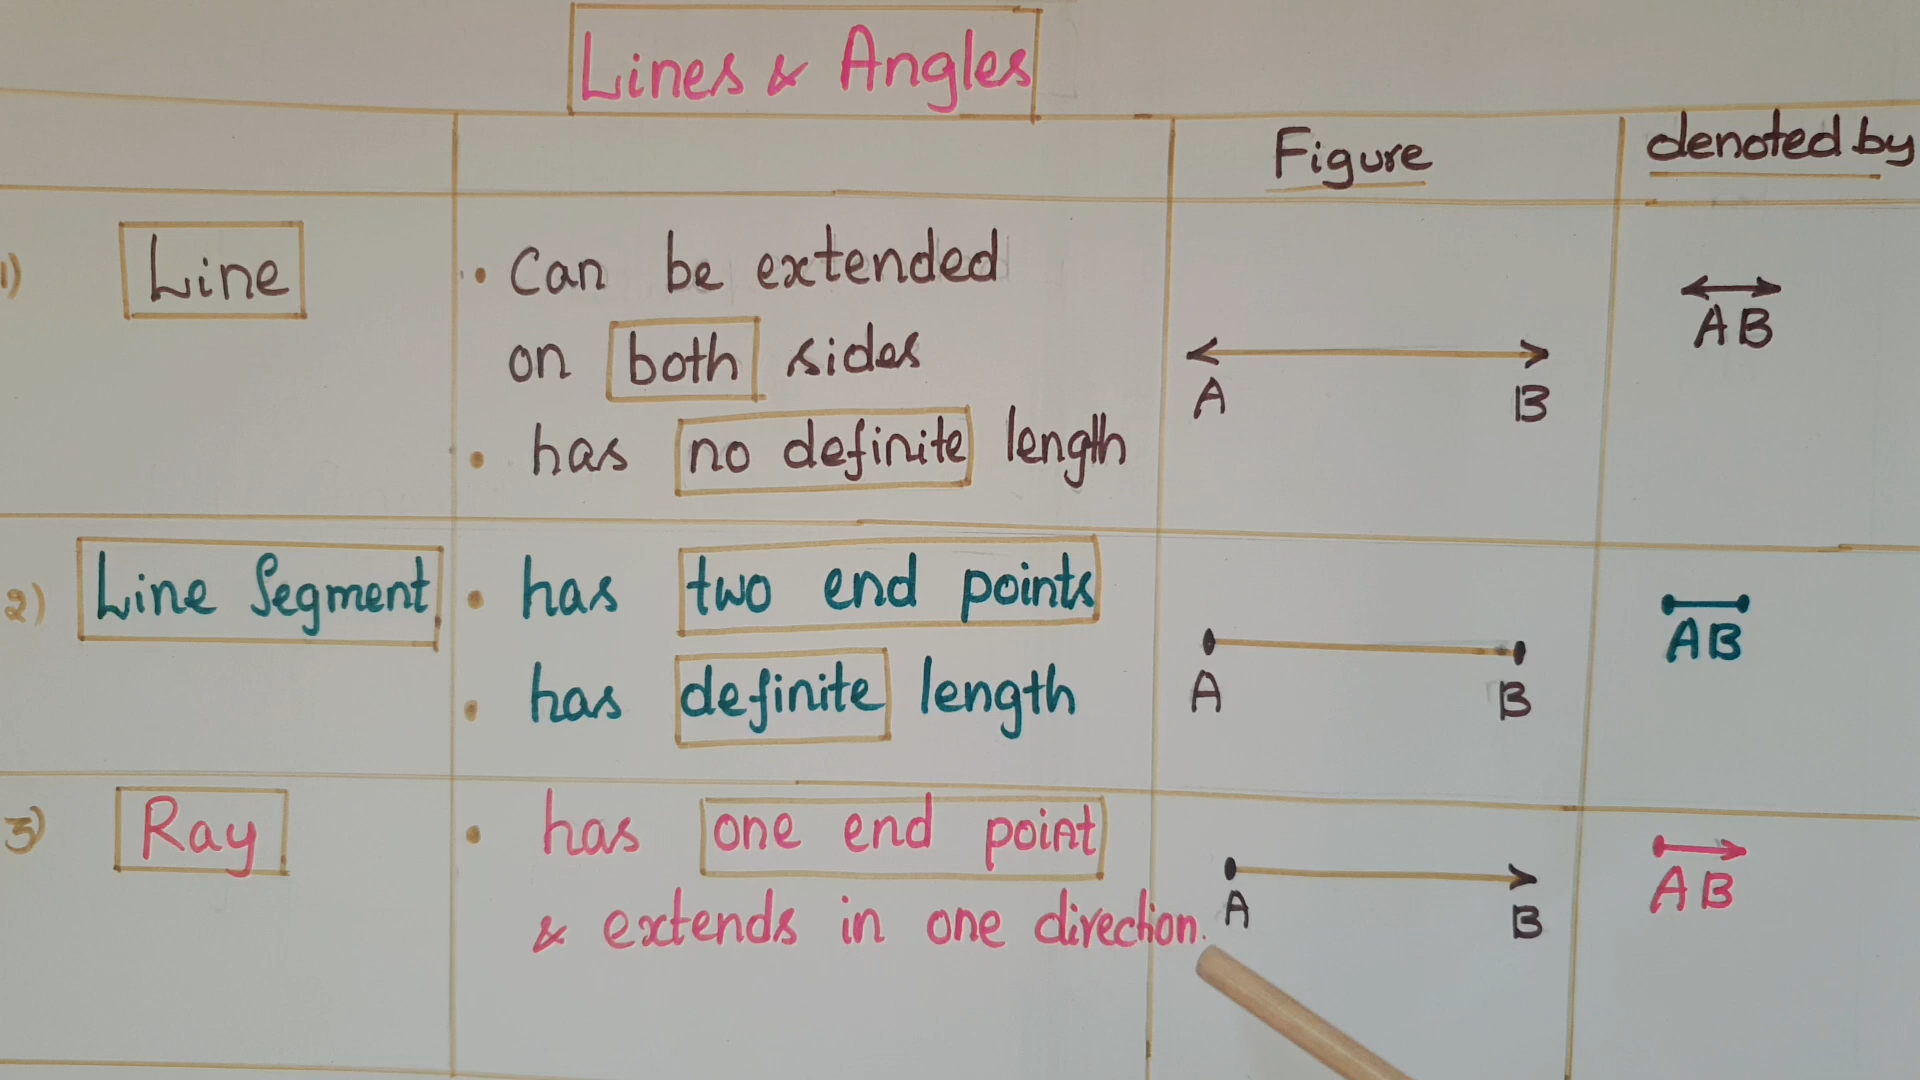 Lines & Angles
Figure
denoted by
1) Line
• Can be extended
on both sides
• has no definite length
A B
AB
2) Line Segment
• has two end points
• has definite length
A B
AB
3) Ray
• has one end point
& extends in one direction.
A B
AB